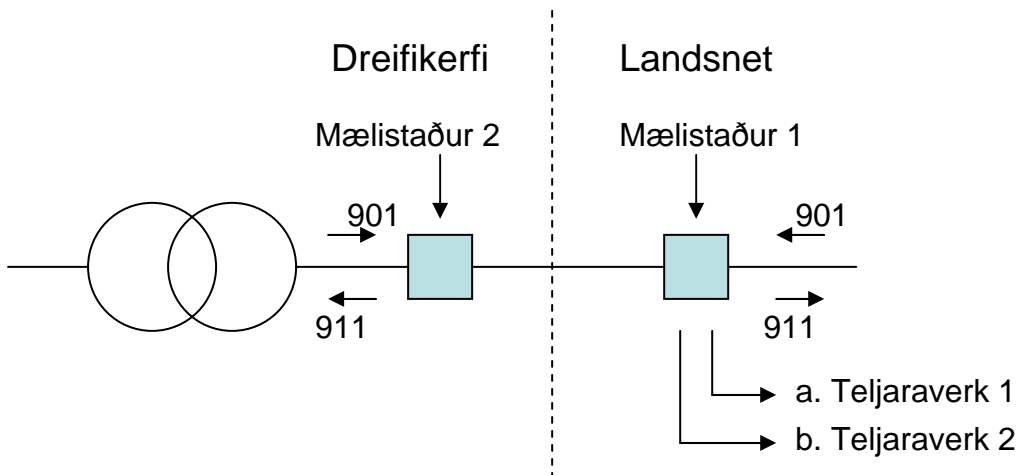 Dreifikerfi
Landsnet
Mælistaður 2
Mælistaður 1
901
901
911
911
a. Teljaraverk 1
b. Teljaraverk 2